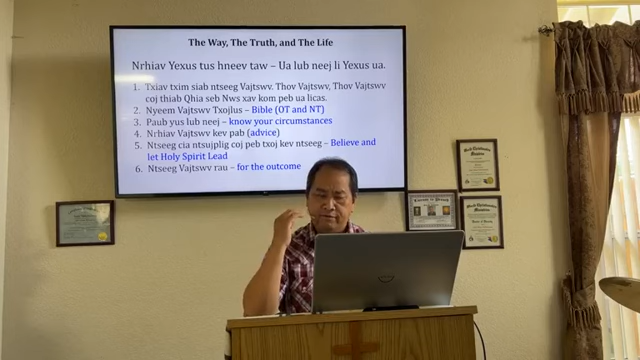 The Way, The Truth, and The Life
Nrhiav Yexus tus hneev taw – Ua lub neej li Yexus ua.
1. Txiav txim siab ntseeg Vajtswv. Thov Vajtswv, Thov Vajtswv
coj thiab Qhia seb Nws xav kom peb ua licas.
2. Nyeem Vajtswv Txojlus – Bible (OT and NT)
3. Paub yus lub neej – know your circumstances
4. Nrhiav Vajtswv kev pab (advice)
5. Ntseeg cia ntsujplig coj peb txoj kev ntseeg – Believe and
let Holy Spirit Lead
6. Ntseeg Vajtswv rau – for the outcome